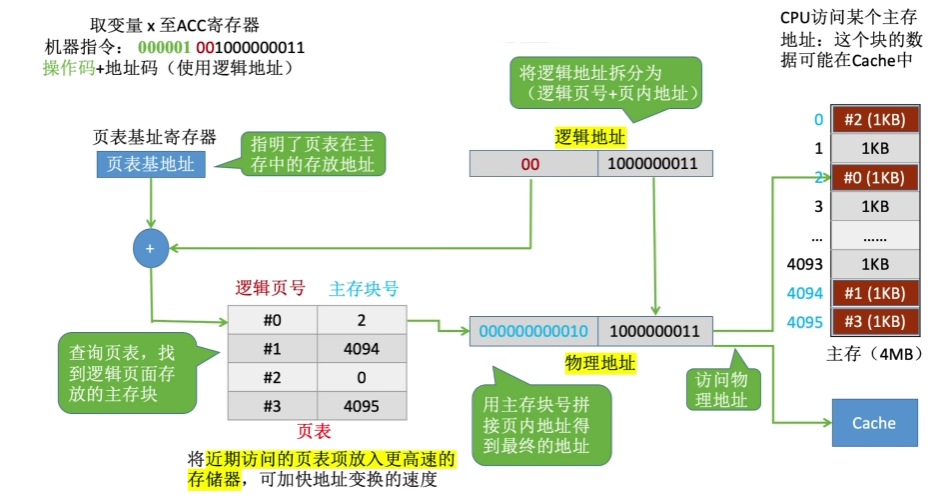 取变量 x 至ACC寄存器
机器指令： 000001 001000000011
操作码+地址码（使用逻辑地址）
CPU访问某个主存
地址：这个块的数
据可能在Cache中
将逻辑地址拆分为
（逻辑页号+页内地址）
页表基址寄存器
页表基地址
指明了页表在主
存中的存放地址
逻辑地址
00 1000000011
+
逻辑页号 主存块号
#0 2
#1 4094
#2 0
#3 4095
页表
查询页表，找
到逻辑页面存
放的主存块
000000000010 1000000011
物理地址
用主存块号拼
接页内地址得
到最终的地址
访问物
理地址
0 #2 (1KB)
1 1KB
2 #0 (1KB)
3 1KB
... ......
4093 1KB
4094 #1 (1KB)
4095 #3 (1KB)
主存（4MB）
Cache
将近期访问的页表项放入更高速的
存储器，可加快地址变换的速度